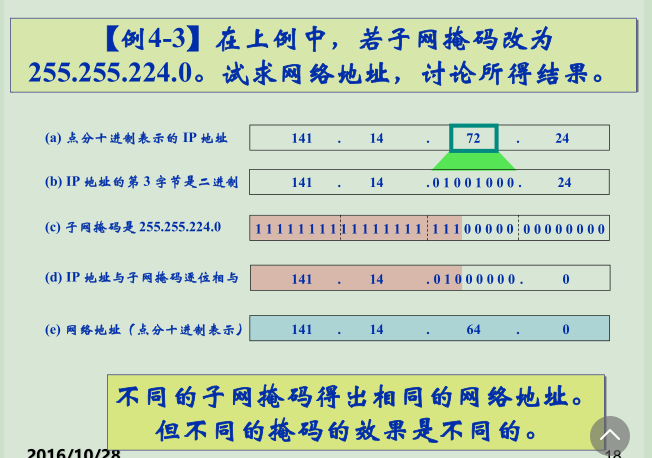 【例4-3】在上例中，若子网掩码改为
255.255.224.0。试求网络地址，讨论所得结果。
(a) 点分十进制表示的 IP 地址 141 . 14 . 72 . 24
(b) IP 地址的第 3 字节是二进制 141 . 14 .01001000. 24
(c) 子网掩码是 255.255.224.0 11111111 11111111 11100000 00000000
(d) IP 地址与子网掩码逐位相与 141 . 14 .01000000. 0
(e) 网络地址（点分十进制表示） 141 . 14 . 64 . 0
不同的子网掩码得出相同的网络地址。
但不同的掩码的效果是不同的。
2016/10/28 18